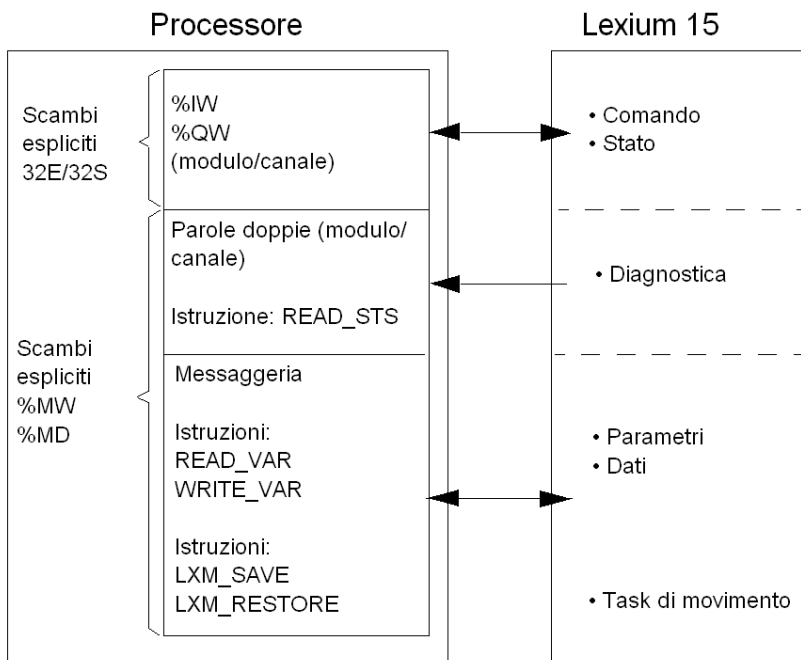 Processore
Lexium 15
Scambi
espliciti
32E/32S
%IW
%QW
(modulo/canale)
• Comando
• Stato
Parole doppie (modulo/
canale)
Istruzione: READ_STS
• Diagnostica
Scambi
espliciti
%MW
%MD
Messaggeria
Istruzioni:
READ_VAR
WRITE_VAR
Istruzioni:
LXM_SAVE
LXM_RESTORE
• Parametri
• Dati
• Task di movimento